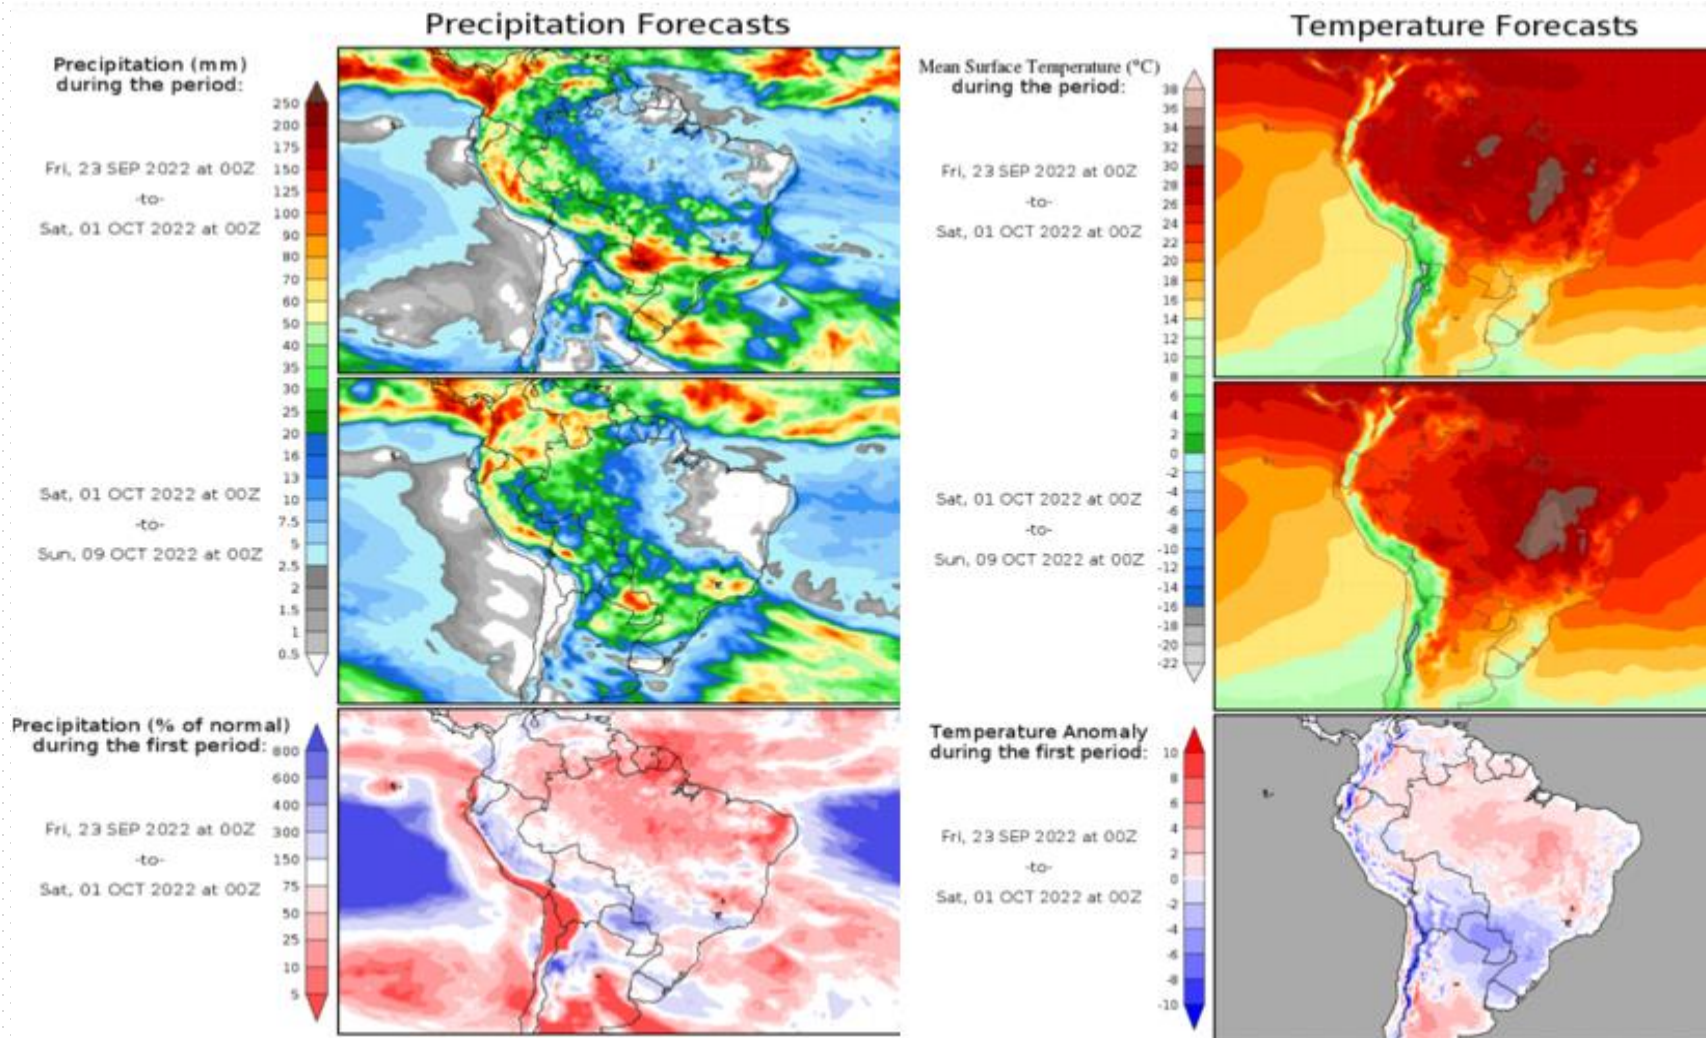 Precipitation Forecasts
Precipitation (mm)
during the period:
250
200
175
150
125
100
90
80
70
60
50
40
35
30
25
20
16
13
10
7.5
5
2.5
2
1.5
1
0.5
Fri, 23 SEP 2022 at 00Z
-to-
Sat, 01 OCT 2022 at 00Z
Sat, 01 OCT 2022 at 00Z
-to-
Sun, 09 OCT 2022 at 00Z
Precipitation (% of normal)
during the first period:
800
600
400
300
150
75
50
25
10
5
Fri, 23 SEP 2022 at 00Z
-to-
Sat, 01 OCT 2022 at 00Z
Temperature Forecasts
Mean Surface Temperature (°C)
during the period:
38
36
34
32
30
28
26
24
22
20
18
16
14
12
10
8
6
4
2
0
-2
-4
-6
-8
-10
-12
-14
-16
-18
-20
-22
Fri, 23 SEP 2022 at 00Z
-to-
Sat, 01 OCT 2022 at 00Z
Sat, 01 OCT 2022 at 00Z
-to-
Sun, 09 OCT 2022 at 00Z
Temperature Anomaly
during the first period:
10
8
6
4
2
0
-2
-4
-6
-8
-10
Fri, 23 SEP 2022 at 00Z
-to-
Sat, 01 OCT 2022 at 00Z